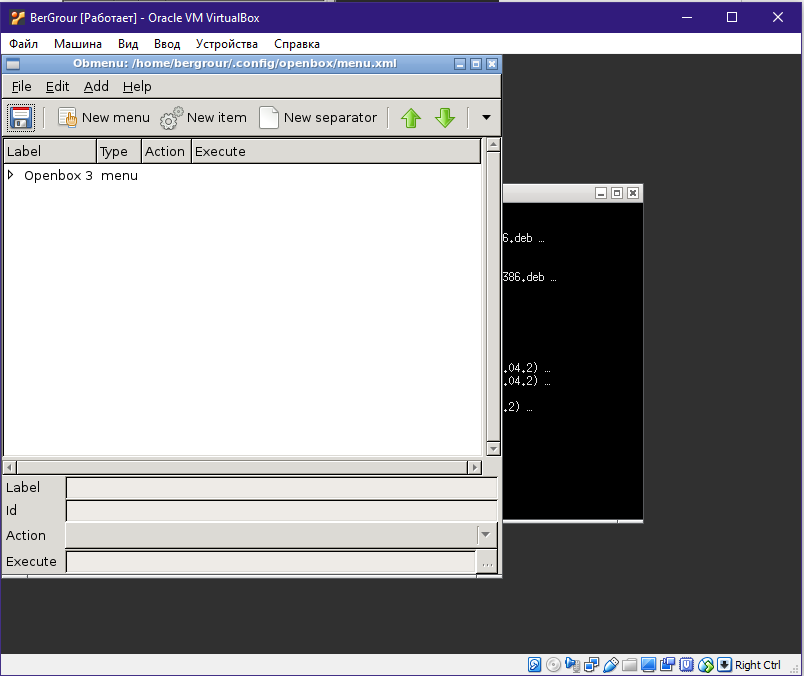 BerGrour [Работает] - Oracle VM VirtualBox
Файл Машина Вид Ввод Устройства Справка
Obmenu: /home/bergrour/.config/openbox/menu.xml
File Edit Add Help
New menu New item New separator
Label Type Action Execute
Openbox 3 menu
6.deb …
386.deb …
.04.2) …
.04.2) …
.2) …
Label
Id
Action
Execute ...
Right Ctrl